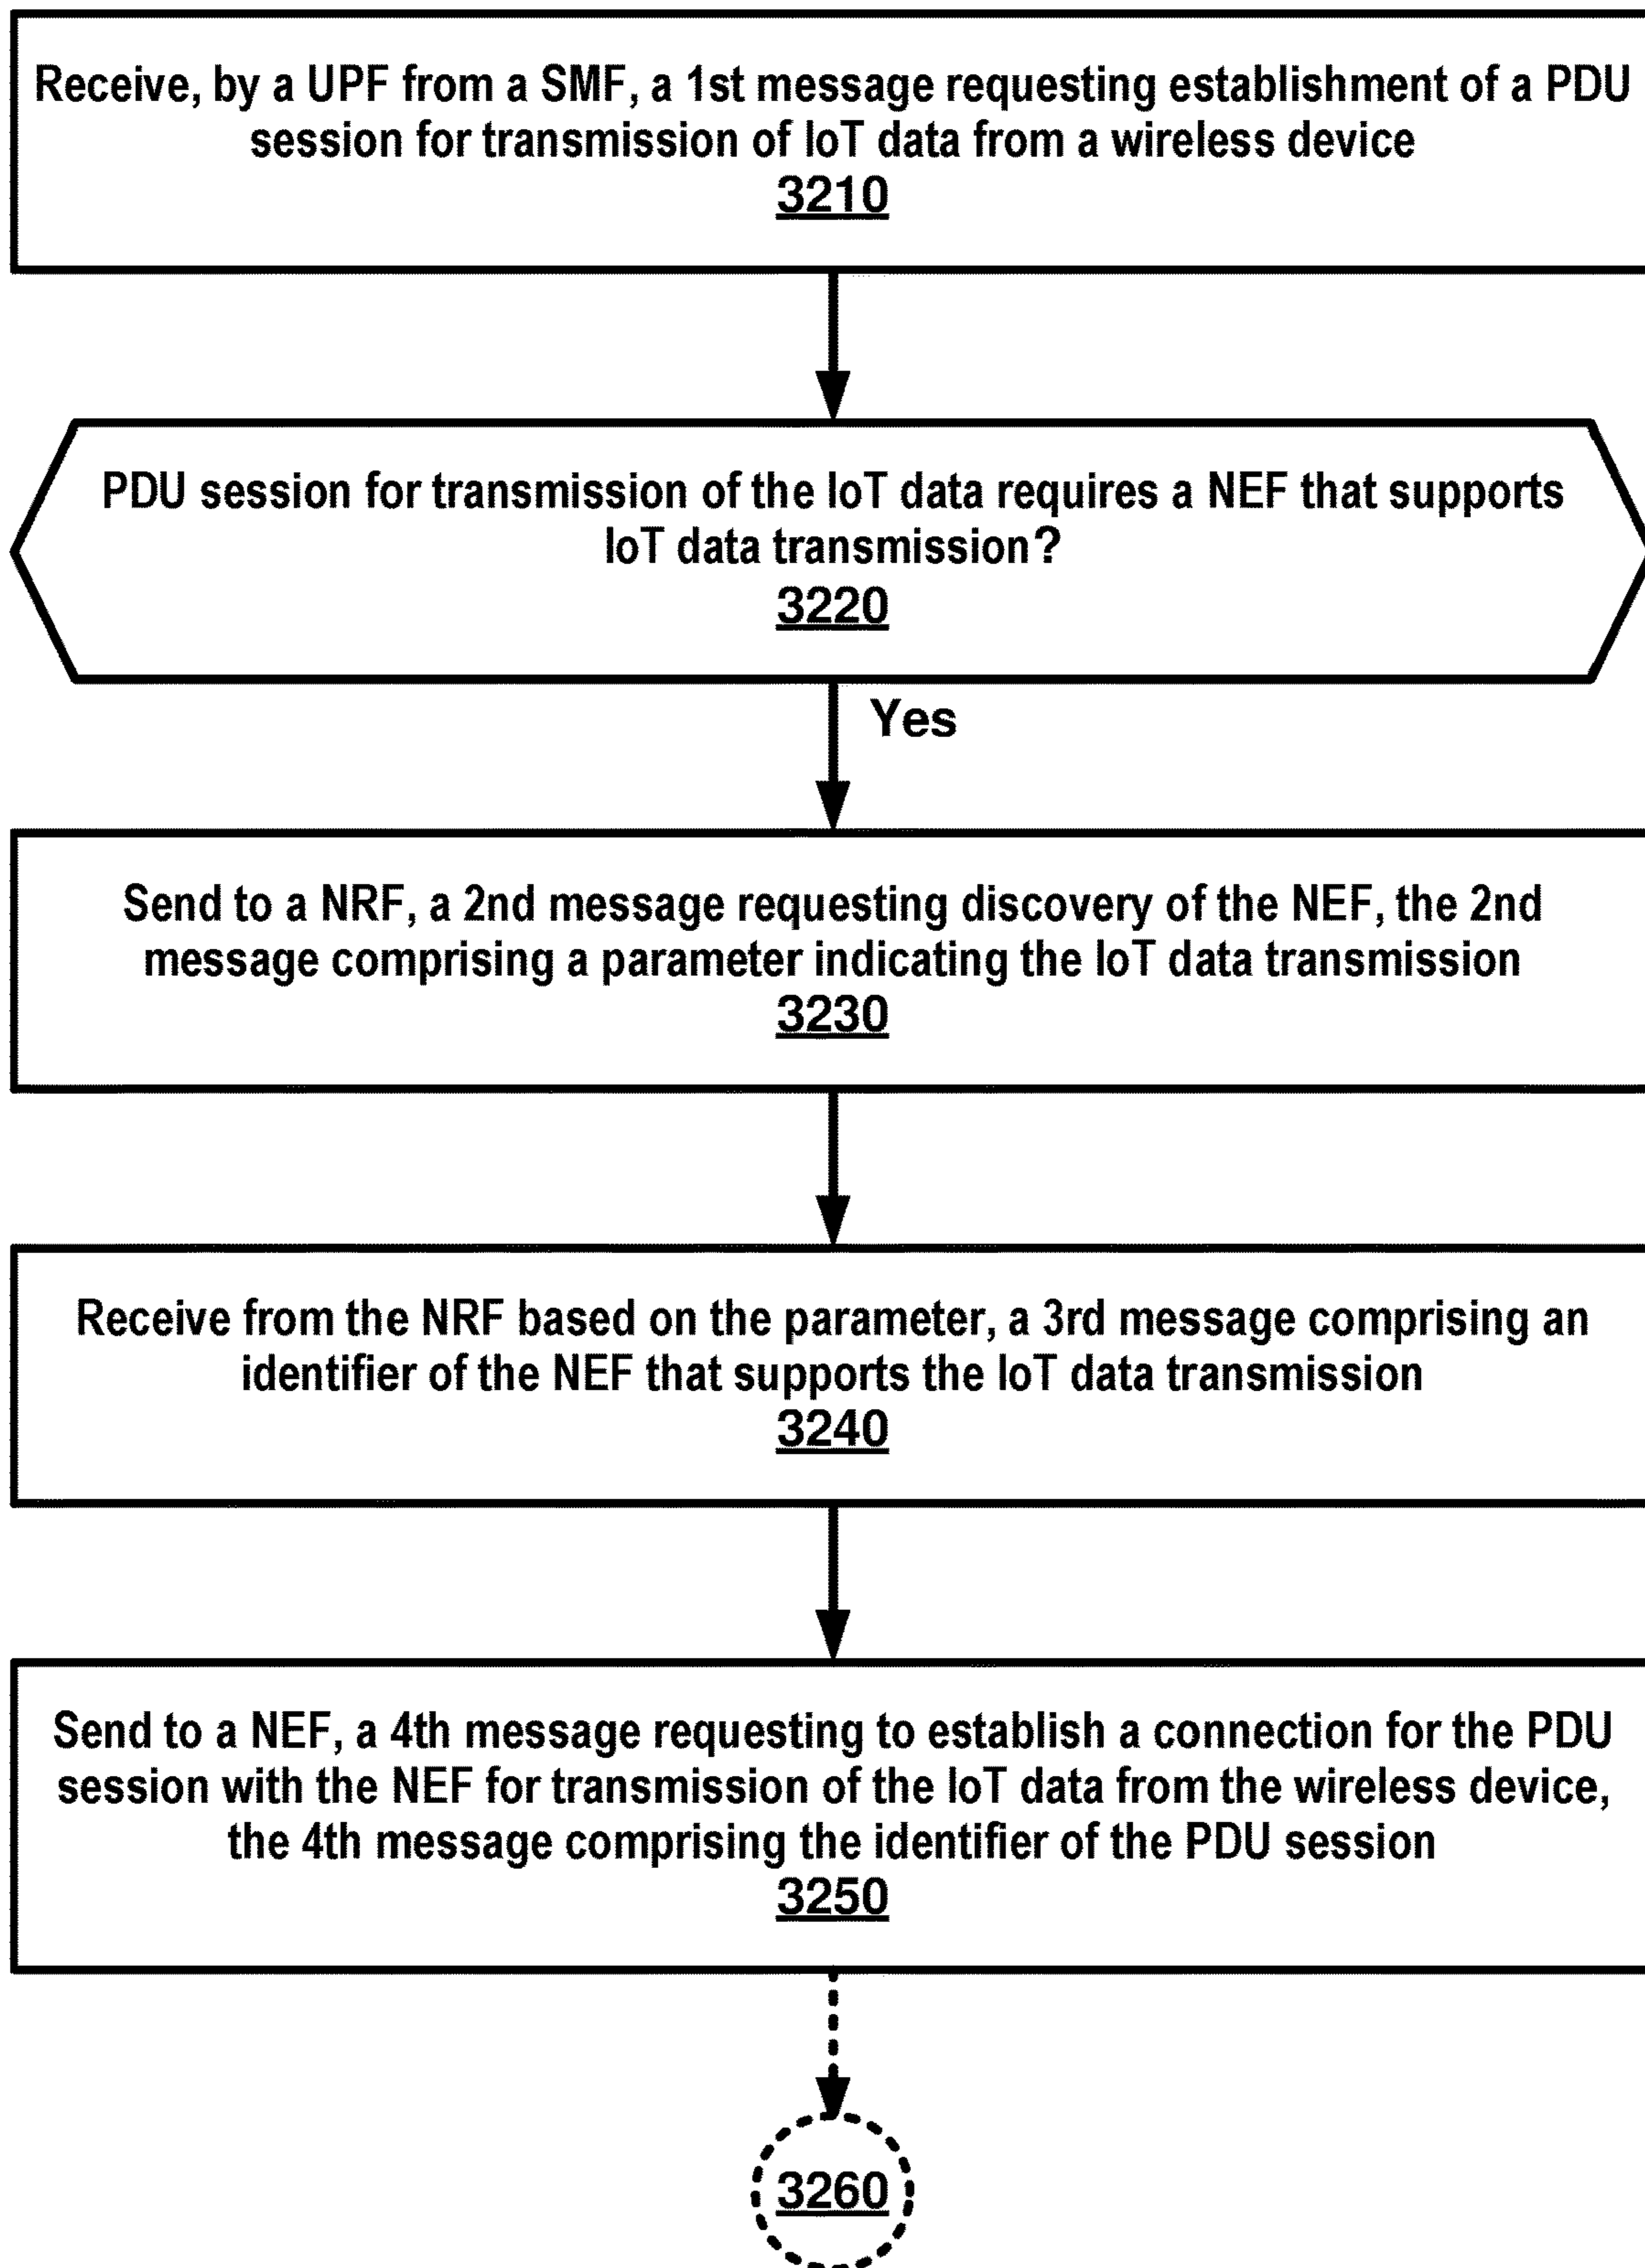 Receive, by a UPF from a SMF, a 1st message requesting establishment of a PDU
session for transmission of IoT data from a wireless device
3210
PDU session for transmission of the IoT data requires a NEF that supports
IoT data transmission?
3220
Yes
Send to a NRF, a 2nd message requesting discovery of the NEF, the 2nd
message comprising a parameter indicating the IoT data transmission
3230
Receive from the NRF based on the parameter, a 3rd message comprising an
identifier of the NEF that supports the IoT data transmission
3240
Send to a NEF, a 4th message requesting to establish a connection for the PDU
session with the NEF for transmission of the IoT data from the wireless device,
the 4th message comprising the identifier of the PDU session
3250
3260